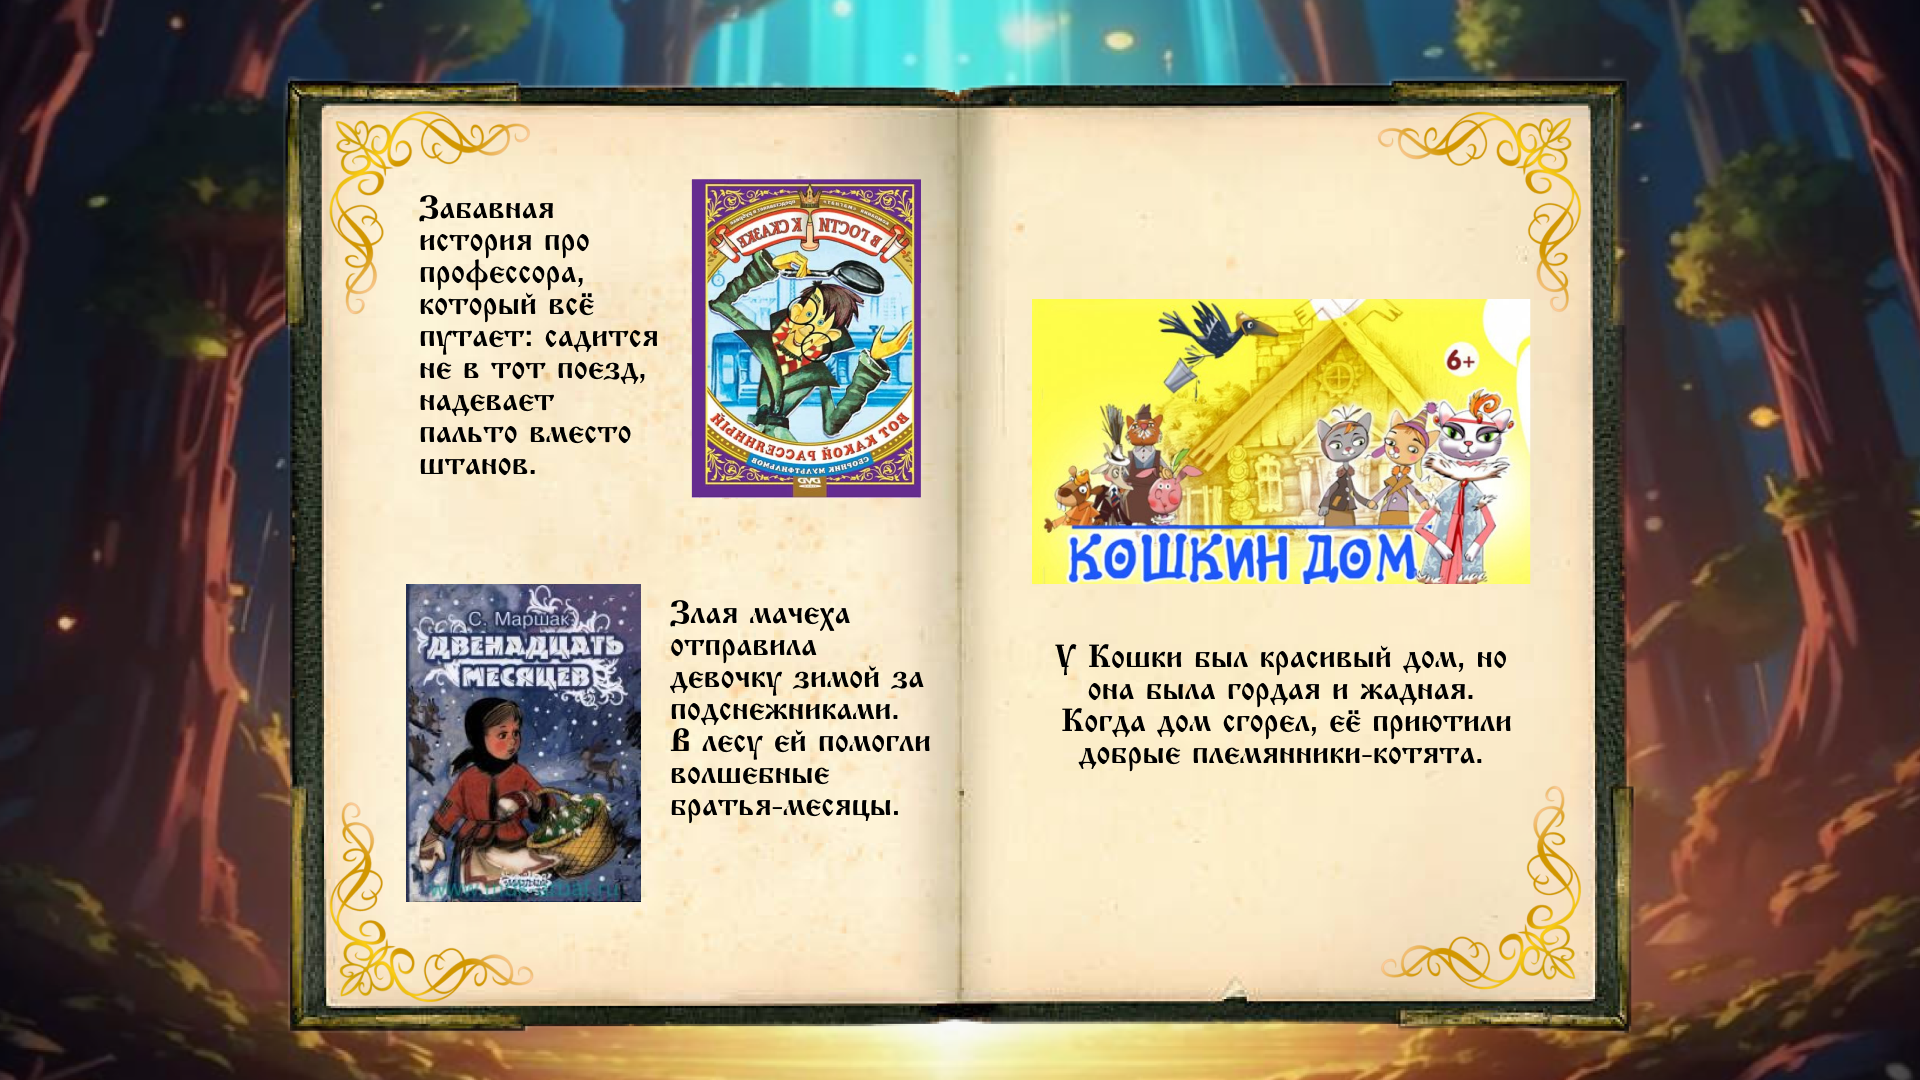 Забавная
история про
профессора,
который всё
путает: садится
не в тот поезд,
надевает
пальто вместо
штанов.
В ГОСТИ К СКАЗКЕ
ВОТ КАКОЙ РАССЕЯННЫЙ
СБОРНИК МУЛЬТФИЛЬМОВ
С. Маршак
ДВЕНАДЦАТЬ
МЕСЯЦЕВ
Злая мачеха
отправила
девочку зимой за
подснежниками.
В лесу ей помогли
волшебные
братья-месяцы.
6+
КОШКИН ДОМ
У Кошки был красивый дом, но
она была гордая и жадная.
Когда дом сгорел, её приютили
добрые племянники-котята.